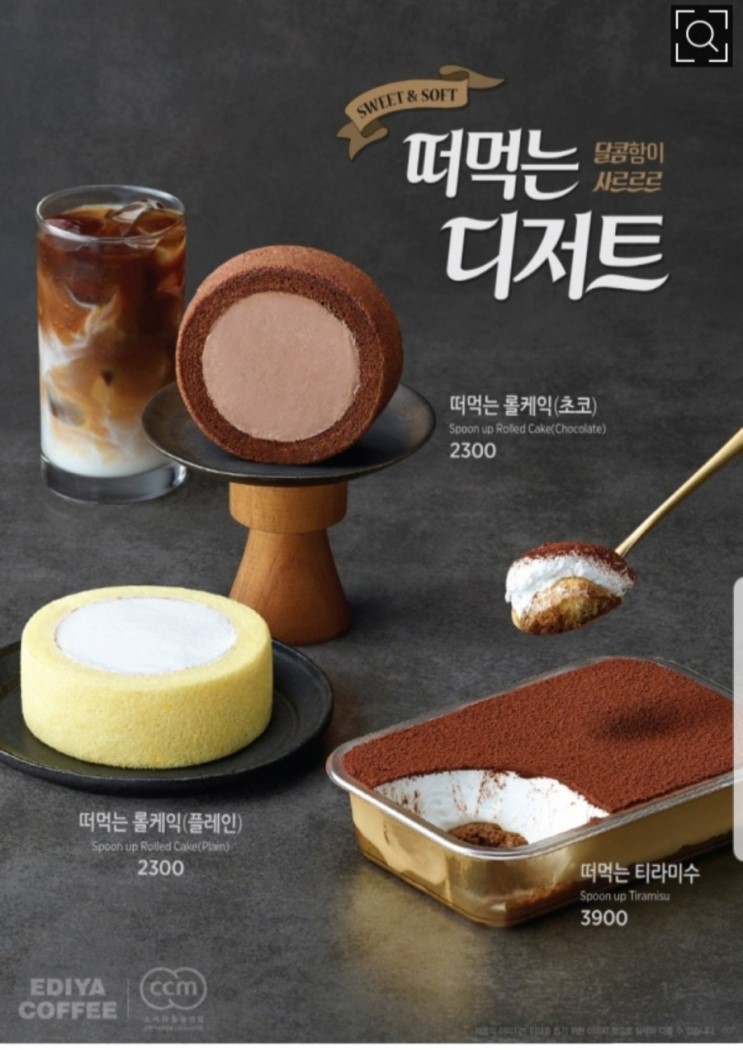 SWEET & SOFT
떠먹는
디저트
달콤함이
사르르르
떠먹는 롤케익(초코)
Spoon up Rolled Cake(Chocolate)
2300
떠먹는 롤케익(플레인)
Spoon up Rolled Cake(Plain)
2300
떠먹는 티라미수
Spoon up Tiramisu
3900
EDIYA
COFFEE
ccm